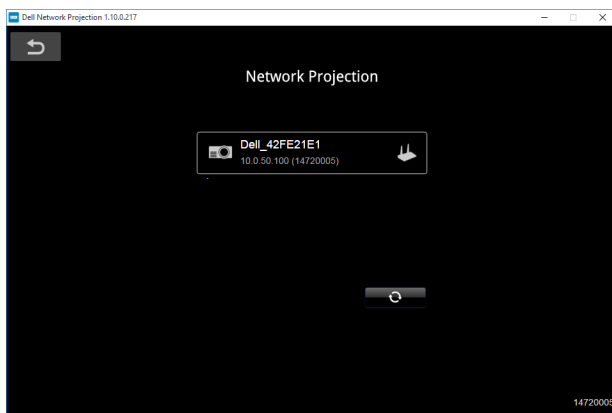 Dell Network Projection 1.10.0.217
Network Projection
Dell_42FE21E1
10.0.50.100 (14720005)
14720005